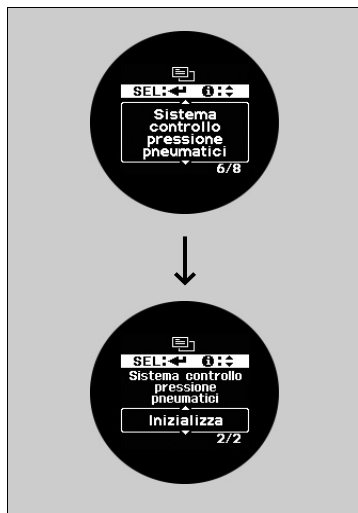 SEL: :
Sistema
controllo
pressione
pneumatici
6/8
SEL: :
Sistema controllo
pressione
pneumatici
Inizializza
2/2